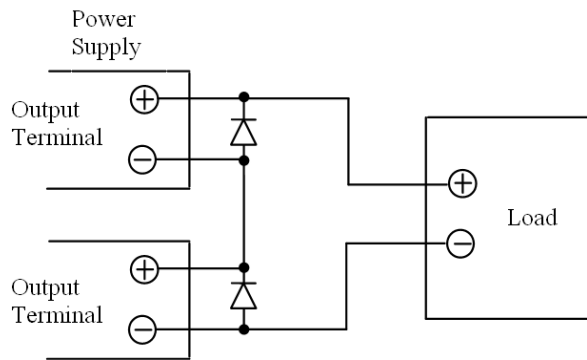 Power
Supply
Output
Terminal
+
−
Load
+
−
Output
Terminal
+
−